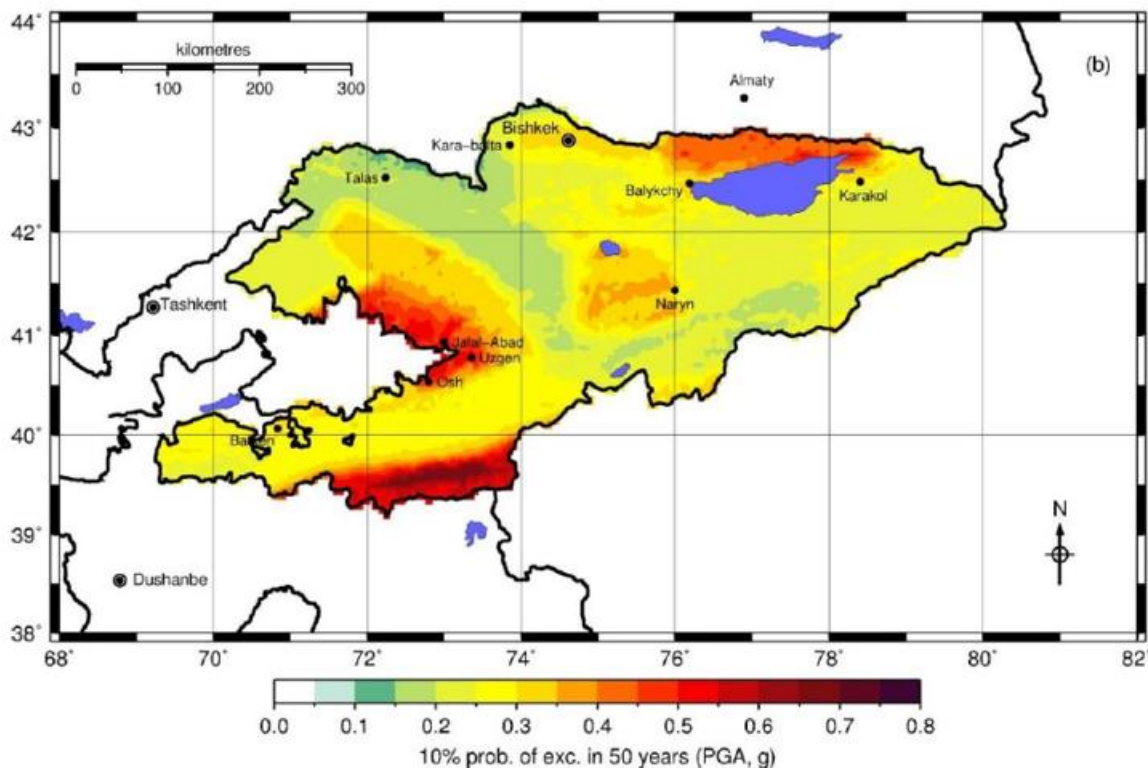 44°
kilometres
0 100 200 300
(b)
Almaty
43°
Bishkek
Kara-balta
Talas
Balykchy
Karakol
42°
Naryn
Tashkent
41°
Jalal-Abad
Uzgen
Osh
40°
39°
N
Dushanbe
38°
68° 70° 72° 74° 76° 78° 80° 82°
0.0 0.1 0.2 0.3 0.4 0.5 0.6 0.7 0.8
10% prob. of exc. in 50 years (PGA, g)